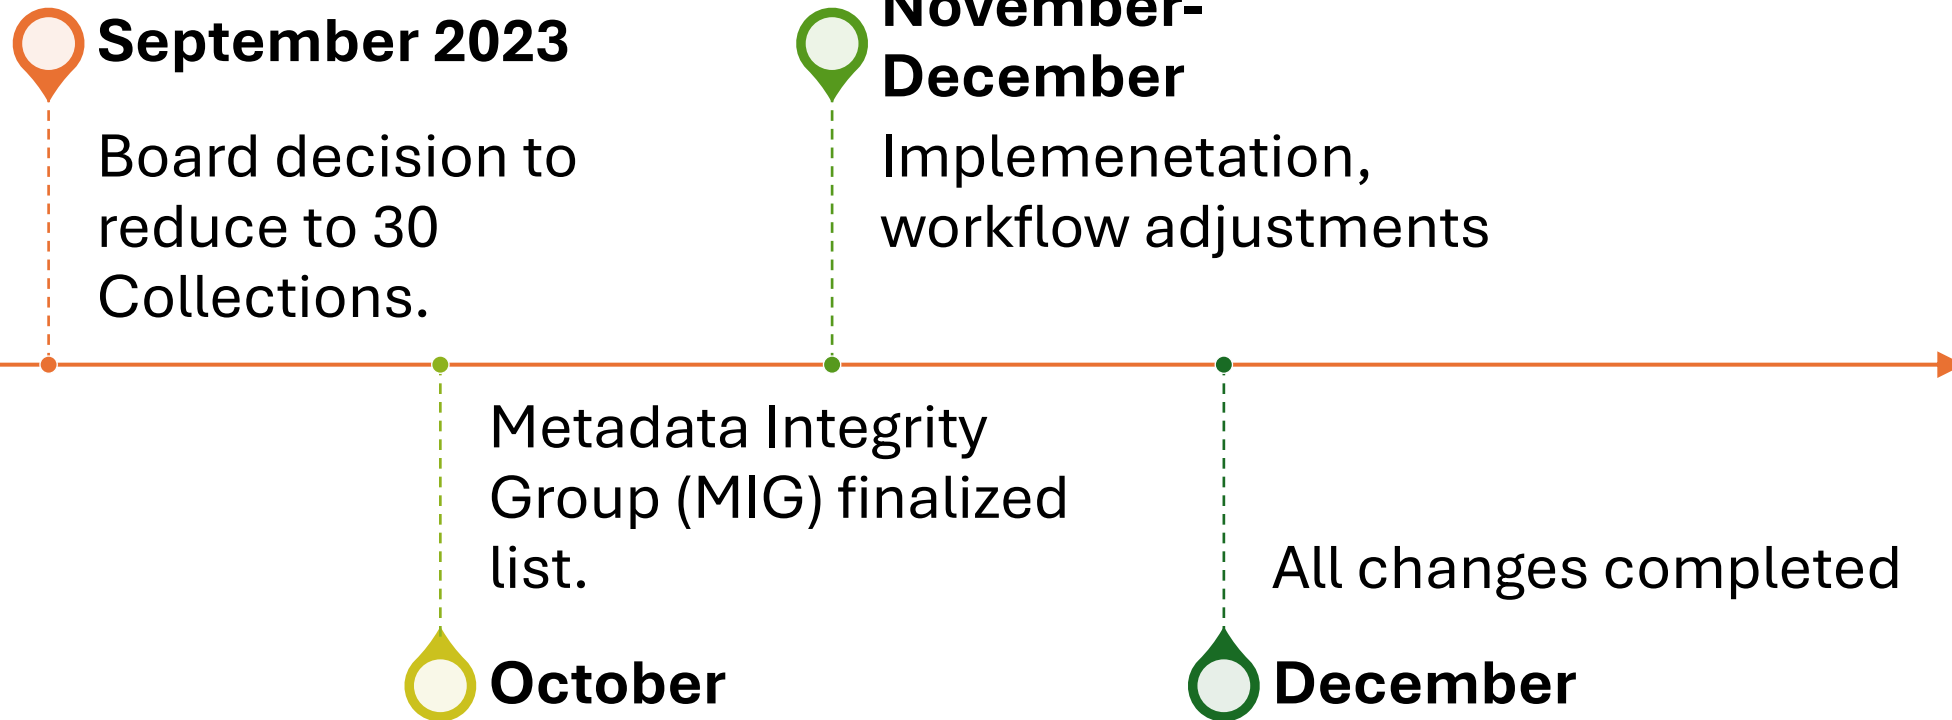 September 2023
Board decision to
reduce to 30
Collections.
November-
December
Implemenetation,
workflow adjustments
Metadata Integrity
Group (MIG) finalized
list.
October
All changes completed
December